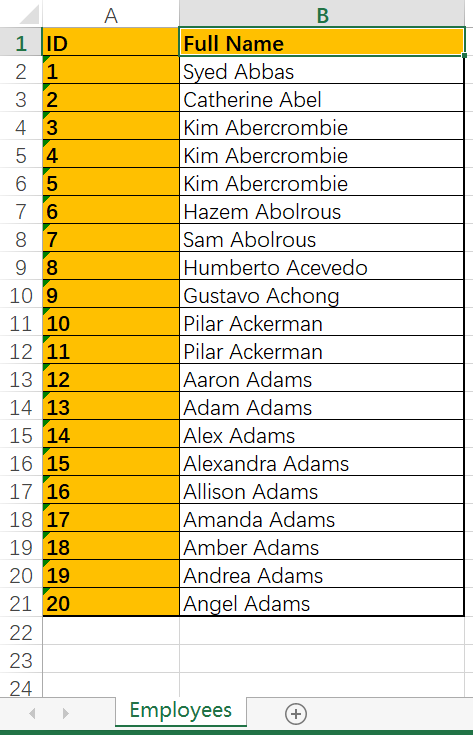 A B
1 ID Full Name
2 1 Syed Abbas
3 2 Catherine Abel
4 3 Kim Abercrombie
5 4 Kim Abercrombie
6 5 Kim Abercrombie
7 6 Hazem Abolrous
8 7 Sam Abolrous
9 8 Humberto Acevedo
10 9 Gustavo Achong
11 10 Pilar Ackerman
12 11 Pilar Ackerman
13 12 Aaron Adams
14 13 Adam Adams
15 14 Alex Adams
16 15 Alexandra Adams
17 16 Allison Adams
18 17 Amanda Adams
19 18 Amber Adams
20 19 Andrea Adams
21 20 Angel Adams
22
23
24
Employees